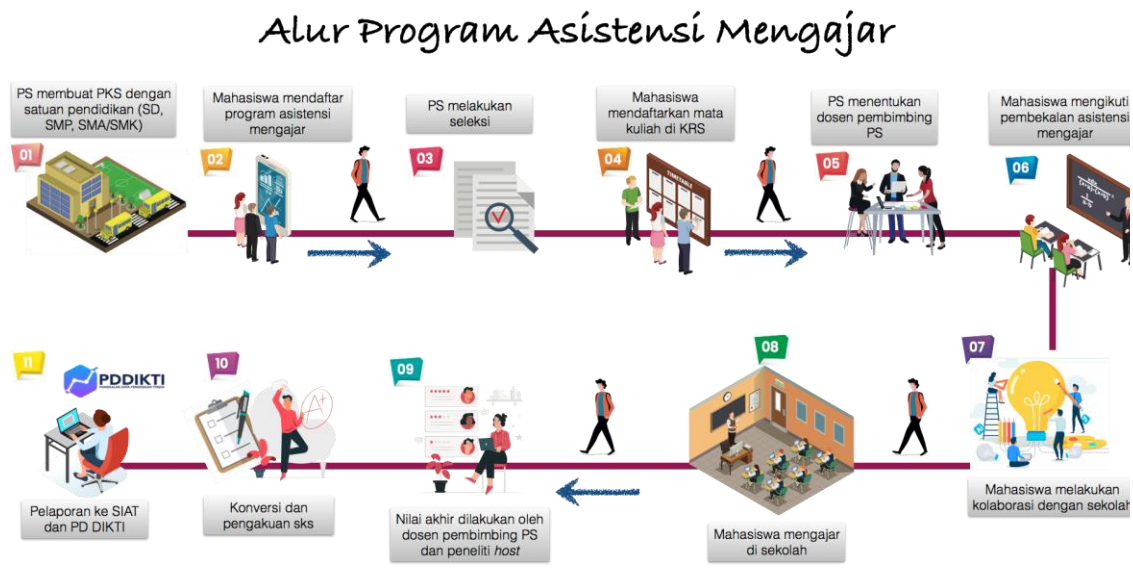 Alur Program Asistensi Mengajar
PS membuat PKS dengan
satuan pendidikan (SD,
SMP, SMA/SMK)
01
Mahasiswa mendaftar
program asistensi
mengajar
02
PS melakukan
seleksi
03
Mahasiswa
mendaftarkan mata
kuliah di KRS
04
TIMETABLE
PS menentukan
dosen pembimbing
PS
05
Mahasiswa mengikuti
pembekalan asistensi
mengajar
06
07
Mahasiswa melakukan
kolaborasi dengan sekolah
08
Mahasiswa mengajar
di sekolah
09
Nilai akhir dilakukan oleh
dosen pembimbing PS
dan peneliti host
10
A+
Konversi dan
pengakuan sks
11
PDDIKTI
Pelaporan ke SIAT
dan PD DIKTI